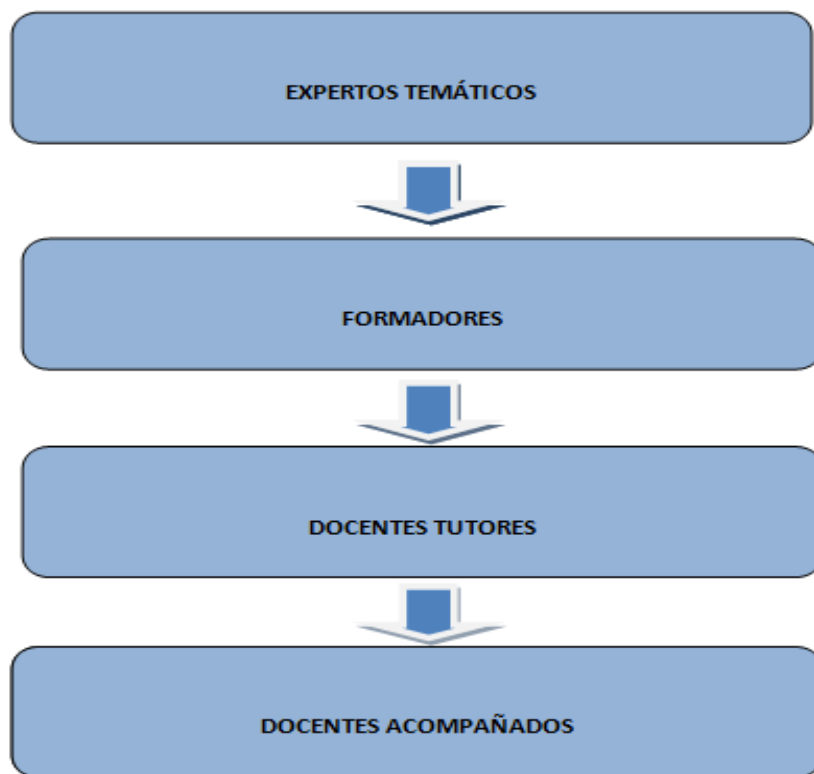 EXPERTOS TEMÁTICOS
FORMADORES
DOCENTES TUTORES
DOCENTES ACOMPAÑADOS